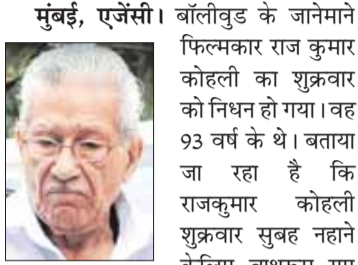 मुंबई, एजेंसी। बॉलीवुड के जानेमाने
फिल्मकार राज कुमार
कोहली का शुक्रवार
को निधन हो गया। वह
93 वर्ष के थे। बताया
जा रहा है कि
राजकुमार कोहली
शुक्रवार सुबह नहाने